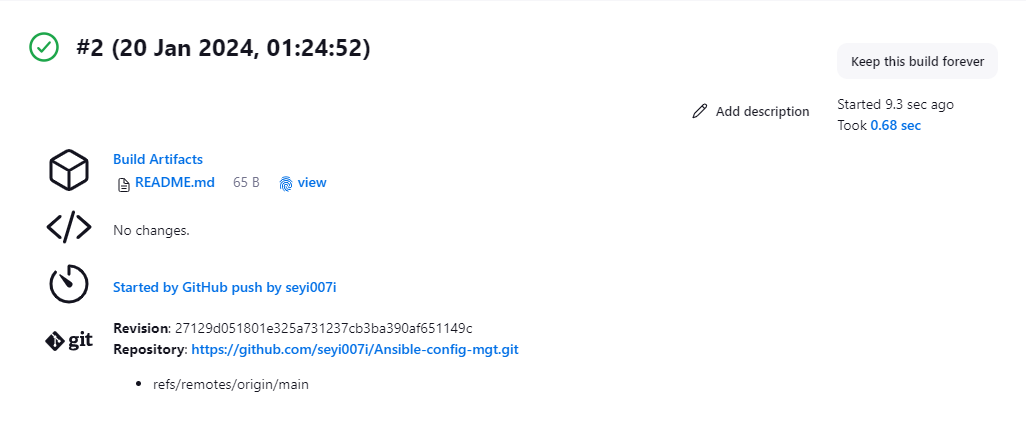 #2 (20 Jan 2024, 01:24:52)
Keep this build forever
Add description
Started 9.3 sec ago
Took 0.68 sec
Build Artifacts
README.md 65 B view
No changes.
Started by GitHub push by seyi007i
git
Revision: 27129d051801e325a731237cb3ba390af651149c
Repository: https://github.com/seyi007i/Ansible-config-mgt.git
refs/remotes/origin/main